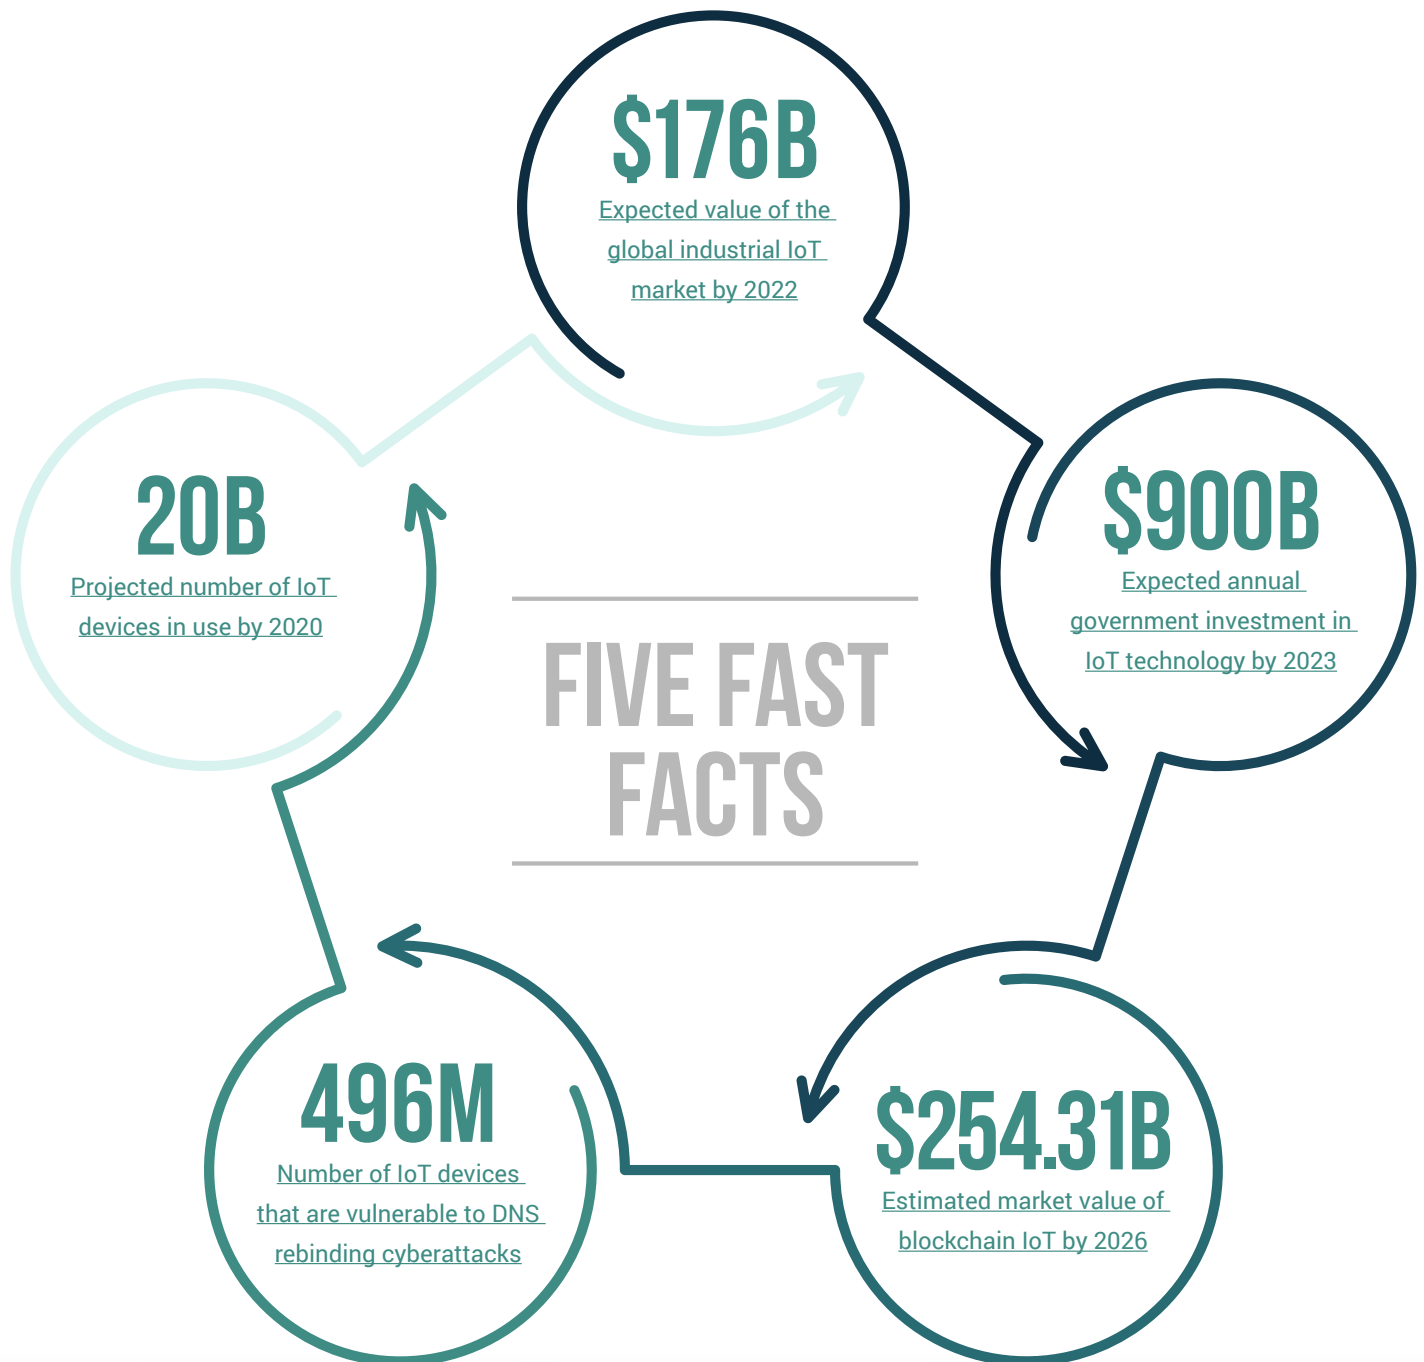 $176B
Expected value of the
global industrial IoT
market by 2022
$900B
Expected annual
government investment in
IoT technology by 2023
$254.31B
Estimated market value of
blockchain IoT by 2026
496M
Number of IoT devices
that are vulnerable to DNS
rebinding cyberattacks
20B
Projected number of IoT
devices in use by 2020
FIVE FAST
FACTS